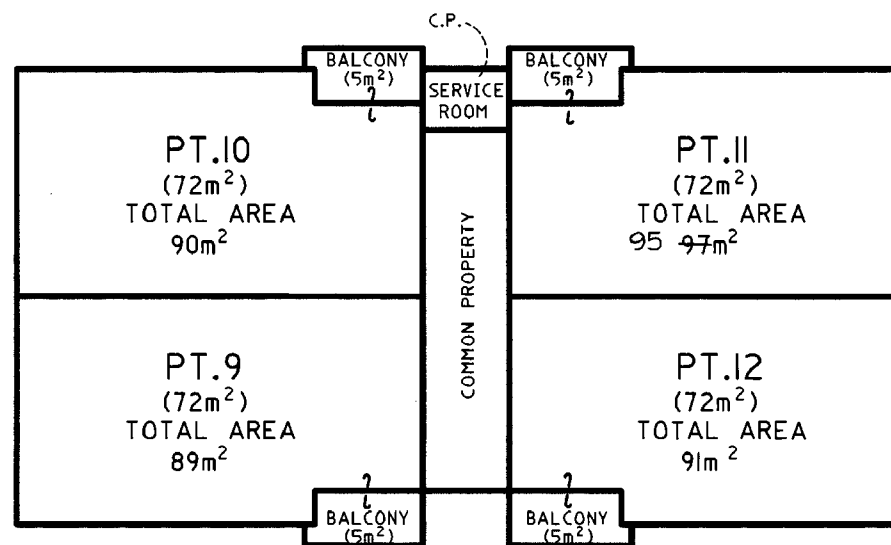 C.P.
BALCONY
(5m²)
SERVICE
ROOM
BALCONY
(5m²)
PT.10
(72m²)
TOTAL AREA
90m²
PT.11
(72m²)
TOTAL AREA
95 97m²
COMMON PROPERTY
PT.9
(72m²)
TOTAL AREA
89m²
PT.12
(72m²)
TOTAL AREA
91m²
BALCONY
(5m²)
BALCONY
(5m²)